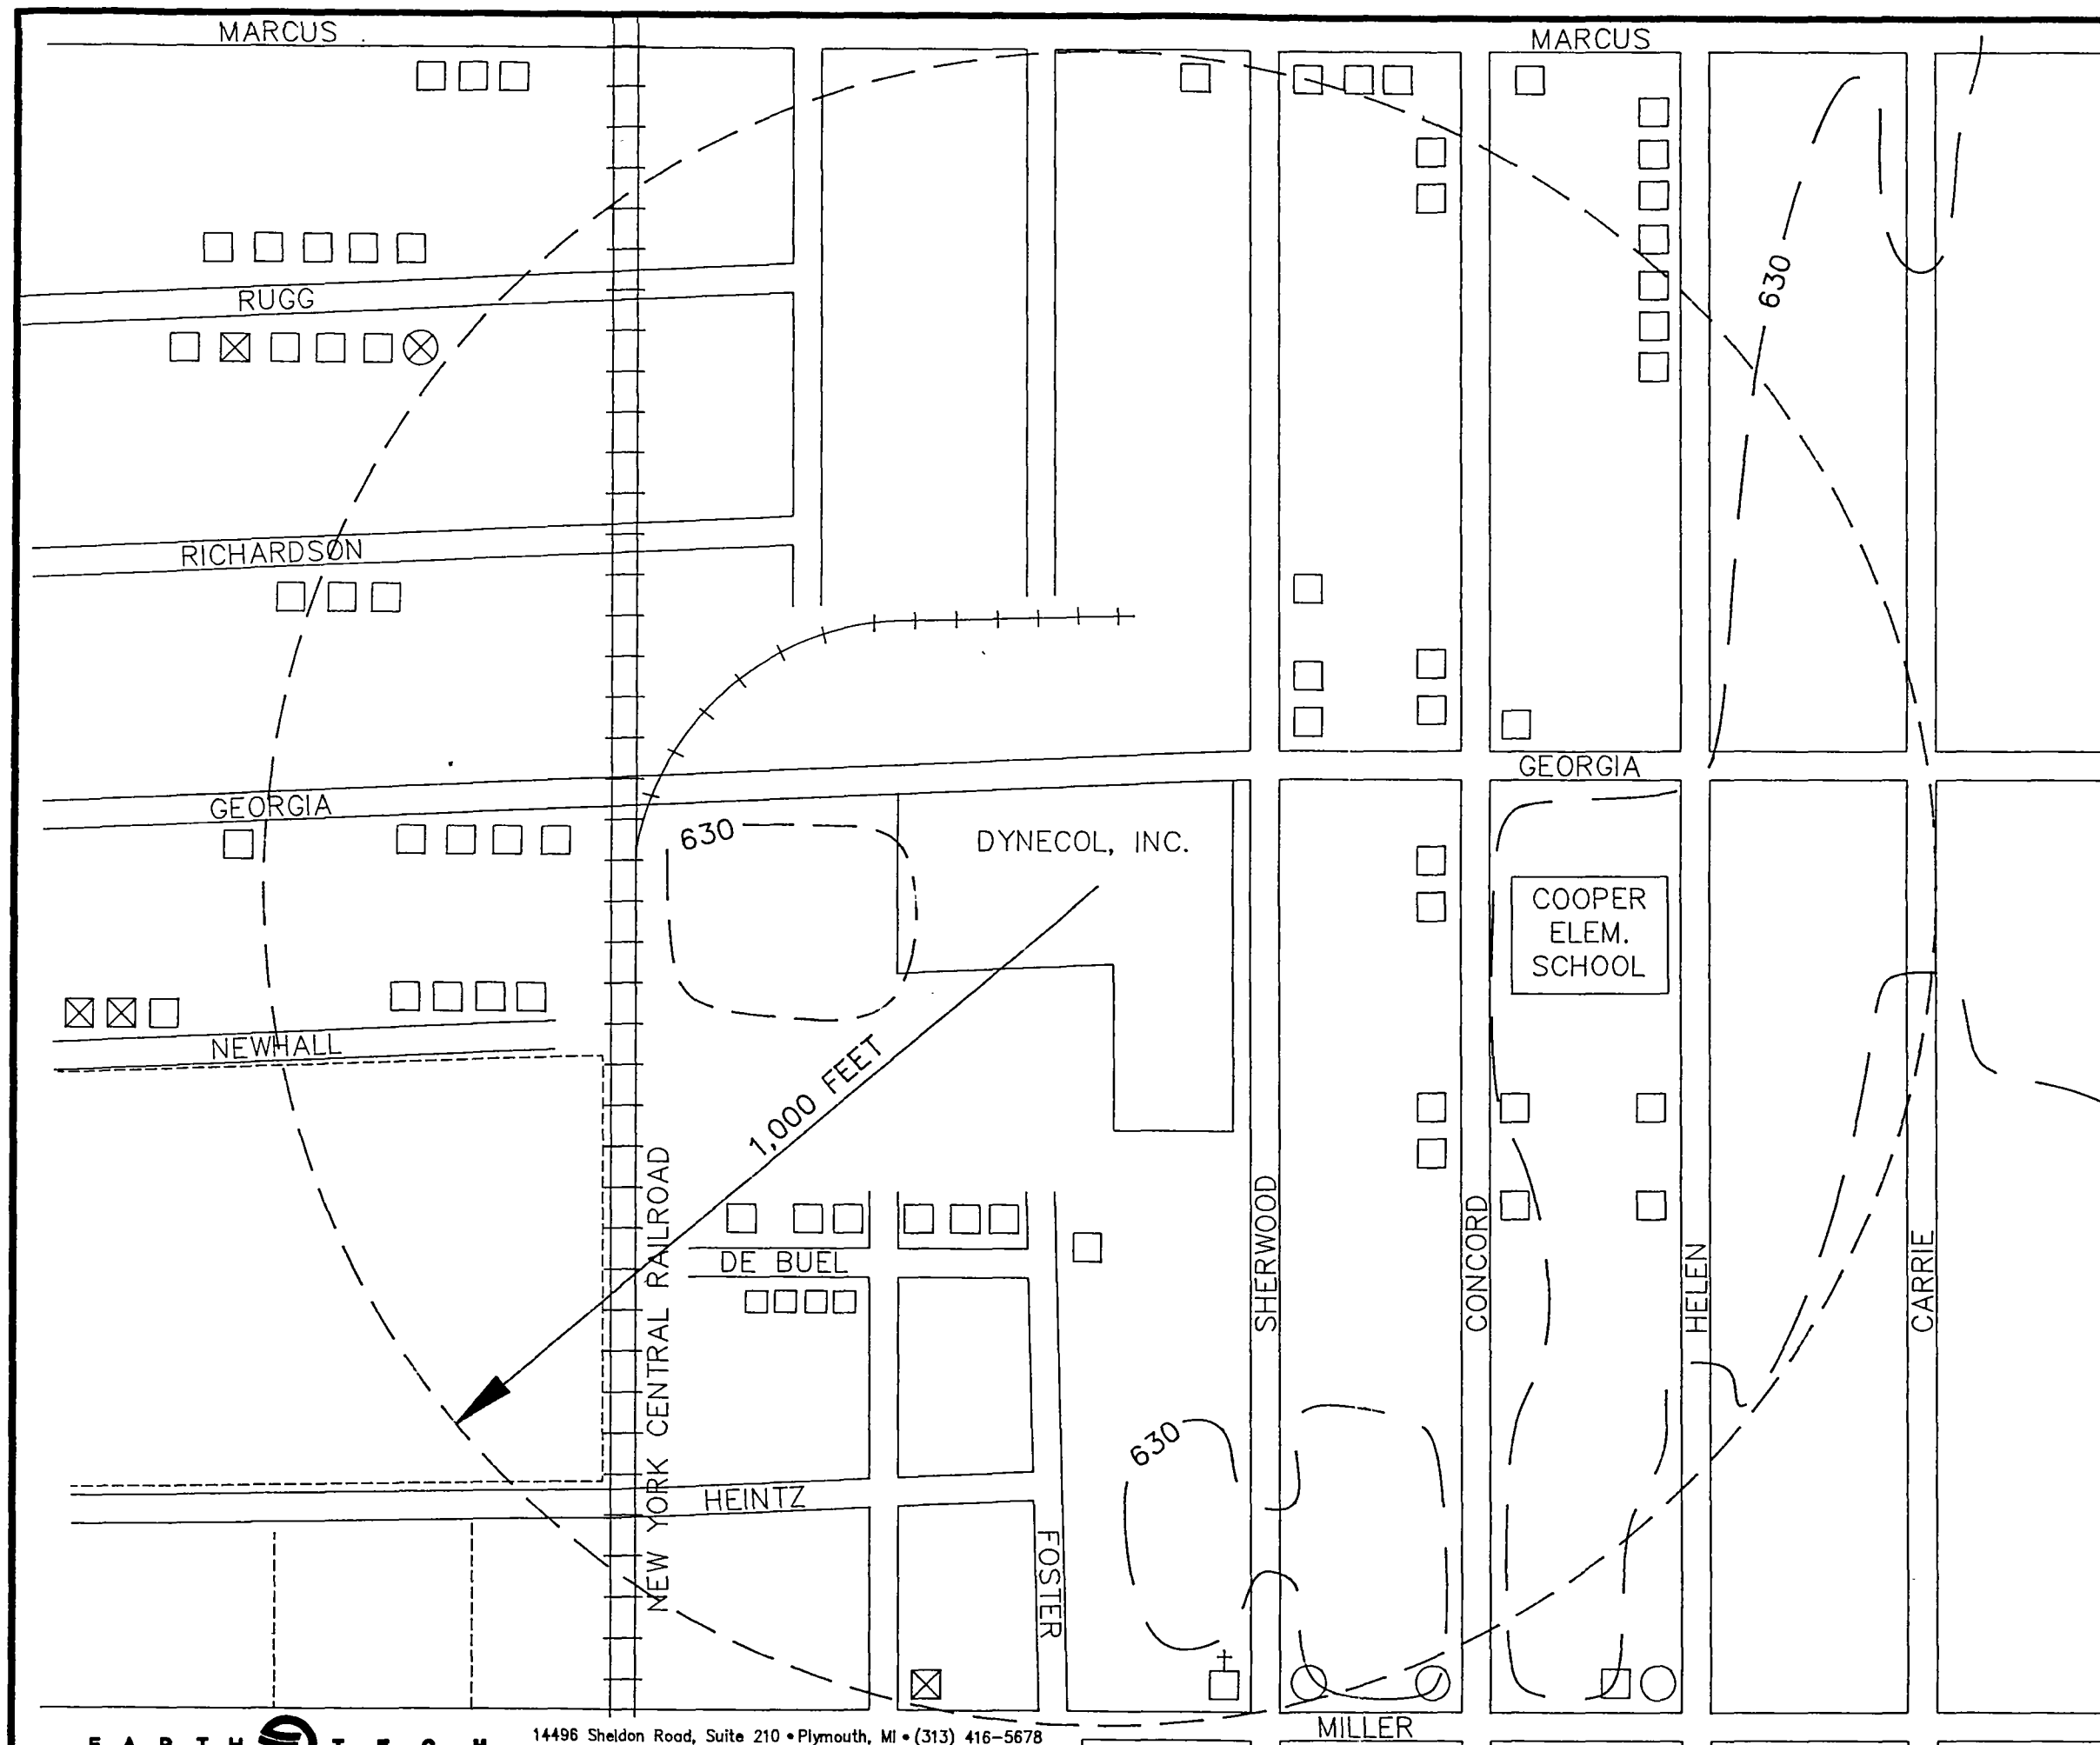 MARCUS
MARCUS
RUGG
630
RICHARDSON
GEORGIA
GEORGIA
630
DYNECOL, INC.
COOPER
ELEM.
SCHOOL
NEWHALL
1,000 FEET
NEW YORK CENTRAL RAILROAD
DE BUEL
SHERWOOD
CONCORD
HELEN
CARRIE
630
HEINTZ
FOSTER
MILLER
EARTH TECH
14496 Sheldon Road, Suite 210 • Plymouth, MI • (313) 416-5678